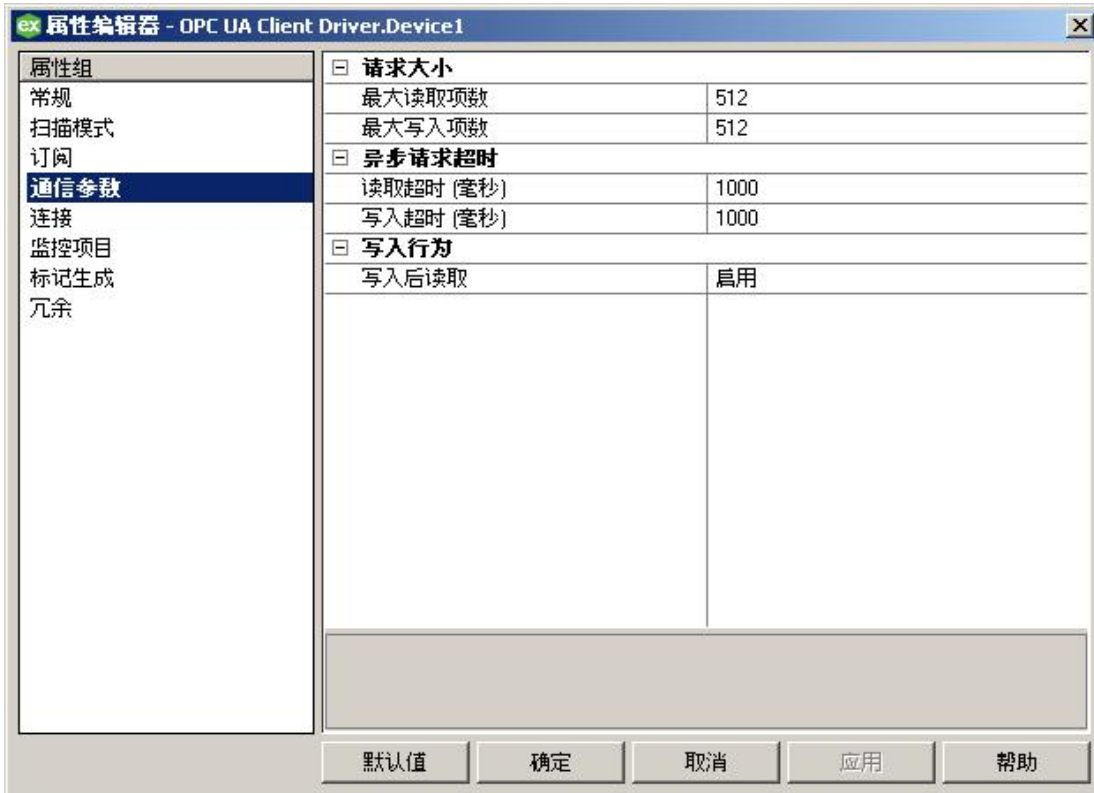 ex 属性编辑器 - OPC UA Client Driver.Device1
属性组
常规
扫描模式
订阅
通信参数
连接
监控项目
标记生成
冗余
请求大小
最大读取项数 512
最大写入项数 512
异步请求超时
读取超时 (毫秒) 1000
写入超时 (毫秒) 1000
写入行为
写入后读取 启用
默认值 确定 取消 应用 帮助